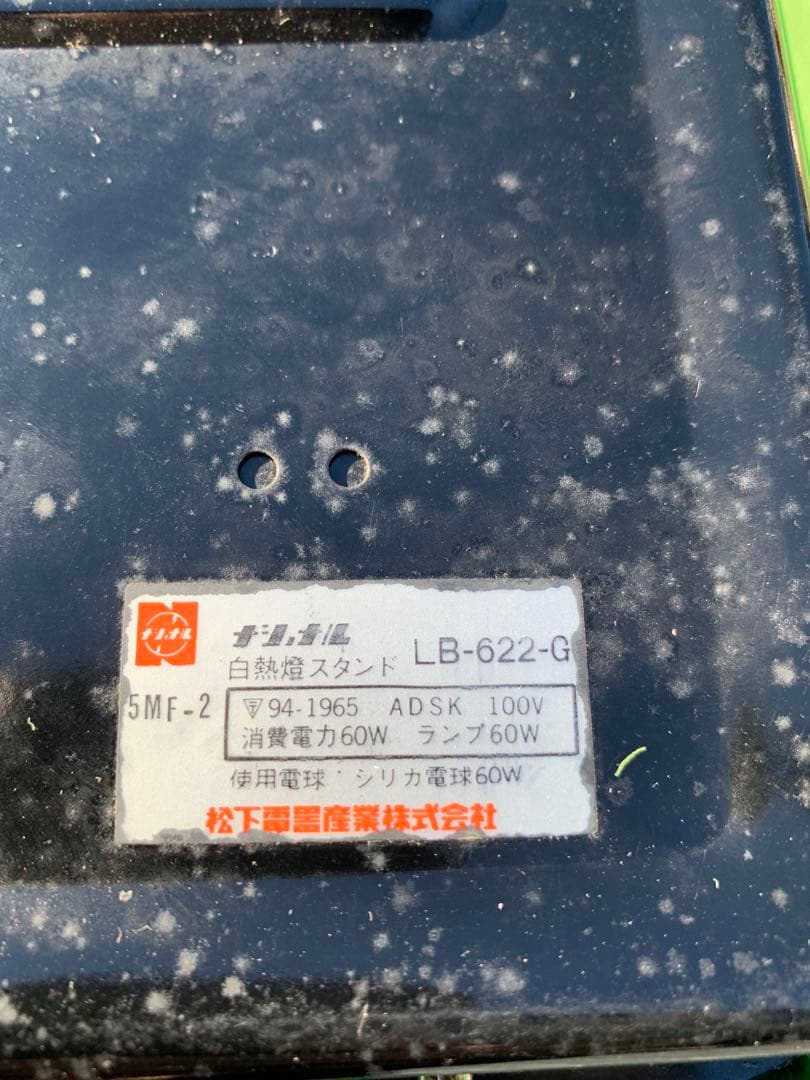 ナショナル
ナショナル LB-622-G
白熱燈スタンド
5MF-2
〒94-1965 ADSK 100V
消費電力60W ランプ60W
使用電球 シリカ電球60W
松下電器産業株式会社